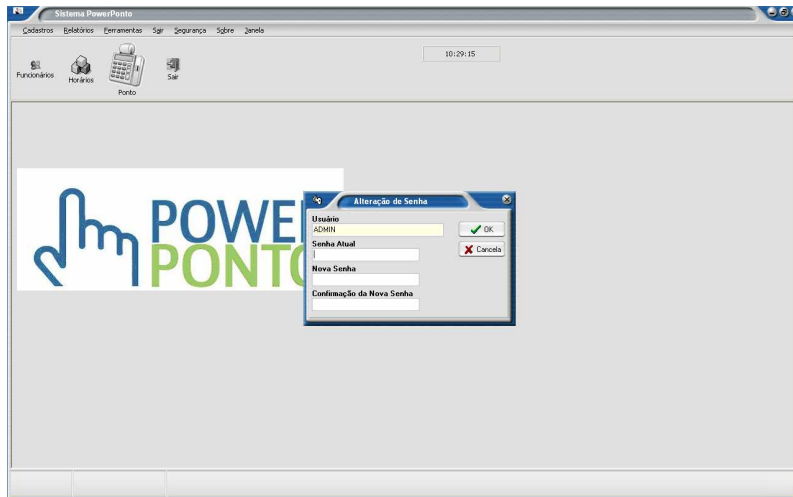 Sistema PowerPonto
Cadastros Relatórios Ferramentas Sair Segurança Sobre Janela
Funcionários
Horários
Ponto
Sair
10:29:15
POWE
PONTO
Alteração de Senha
Usuário
ADMIN
OK
Senha Atual
Cancela
Nova Senha
Confirmação da Nova Senha